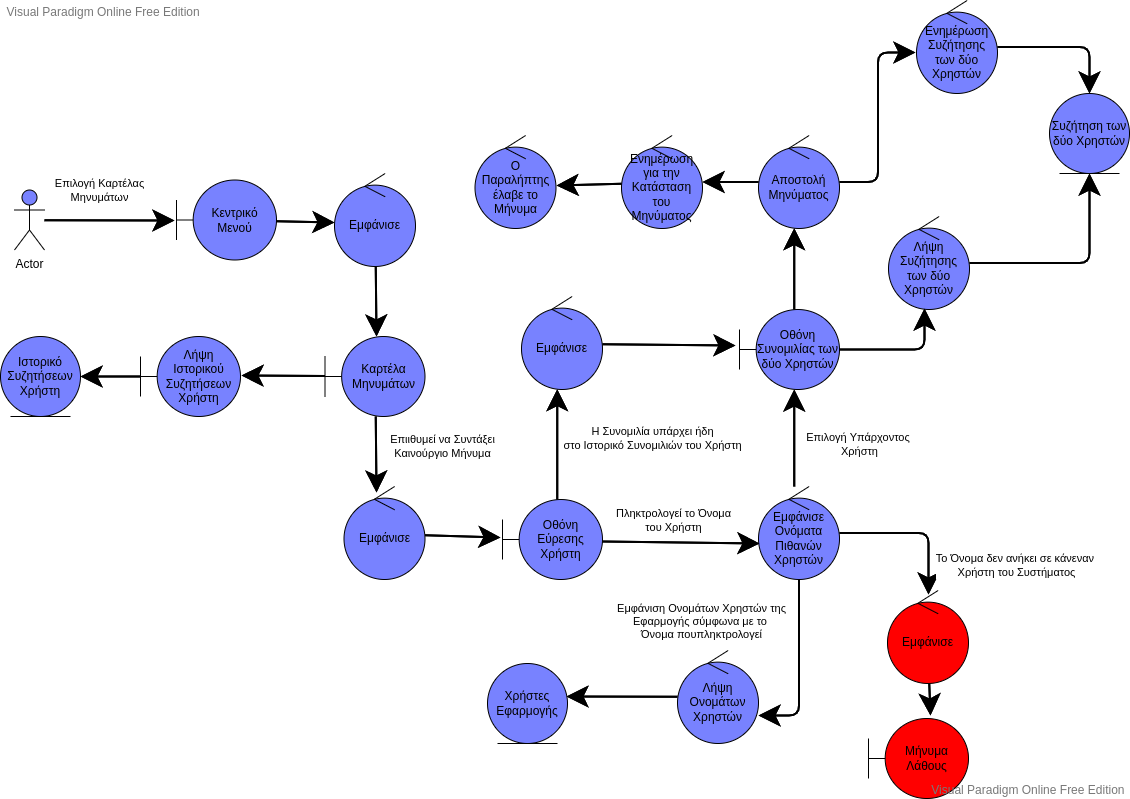 Visual Paradigm Online Free Edition
Ενημέρωση
Συζήτησης
των δύο
Χρηστών
Συζήτηση των
δύο Χρηστών
Ο
Παραλήπτης
έλαβε το
Μήνυμα
Ενημέρωση
για την
Κατάσταση
του
Μηνύματος
Αποστολή
Μηνύματος
Επιλογή Καρτέλας
Μηνυμάτων
Actor
Κεντρικό
Μενού
Εμφάνισε
Λήψη
Συζήτησης
των δύο
Χρηστών
Ιστορικό
Συζητήσεων
Χρήστη
Λήψη
Ιστορικού
Συζητήσεων
Χρήστη
Καρτέλα
Μηνυμάτων
Εμφάνισε
Οθόνη
Συνομιλίας των
δύο Χρηστών
Επιιθυμεί να Συντάξει
Καινούργιο Μήνυμα
Η Συνομιλία υπάρχει ήδη
στο Ιστορικό Συνομιλιών του Χρήστη
Επιλογή Υπάρχοντος
Χρήστη
Εμφάνισε
Οθόνη
Εύρεσης
Χρήστη
Πληκτρολογεί το Όνομα
του Χρήστη
Εμφάνισε
Ονόματα
Πιθανών
Χρηστών
Το Όνομα δεν ανήκει σε κάνεναν
Χρήστη του Συστήματος
Εμφάνιση Ονομάτων Χρηστών της
Εφαρμογής σύμφωνα με το
Όνομα πουπληκτρολογεί
Εμφάνισε
Χρήστες
Εφαρμογής
Λήψη
Ονομάτων
Χρηστών
Μήνυμα
Λάθους
Visual Paradigm Online Free Edition